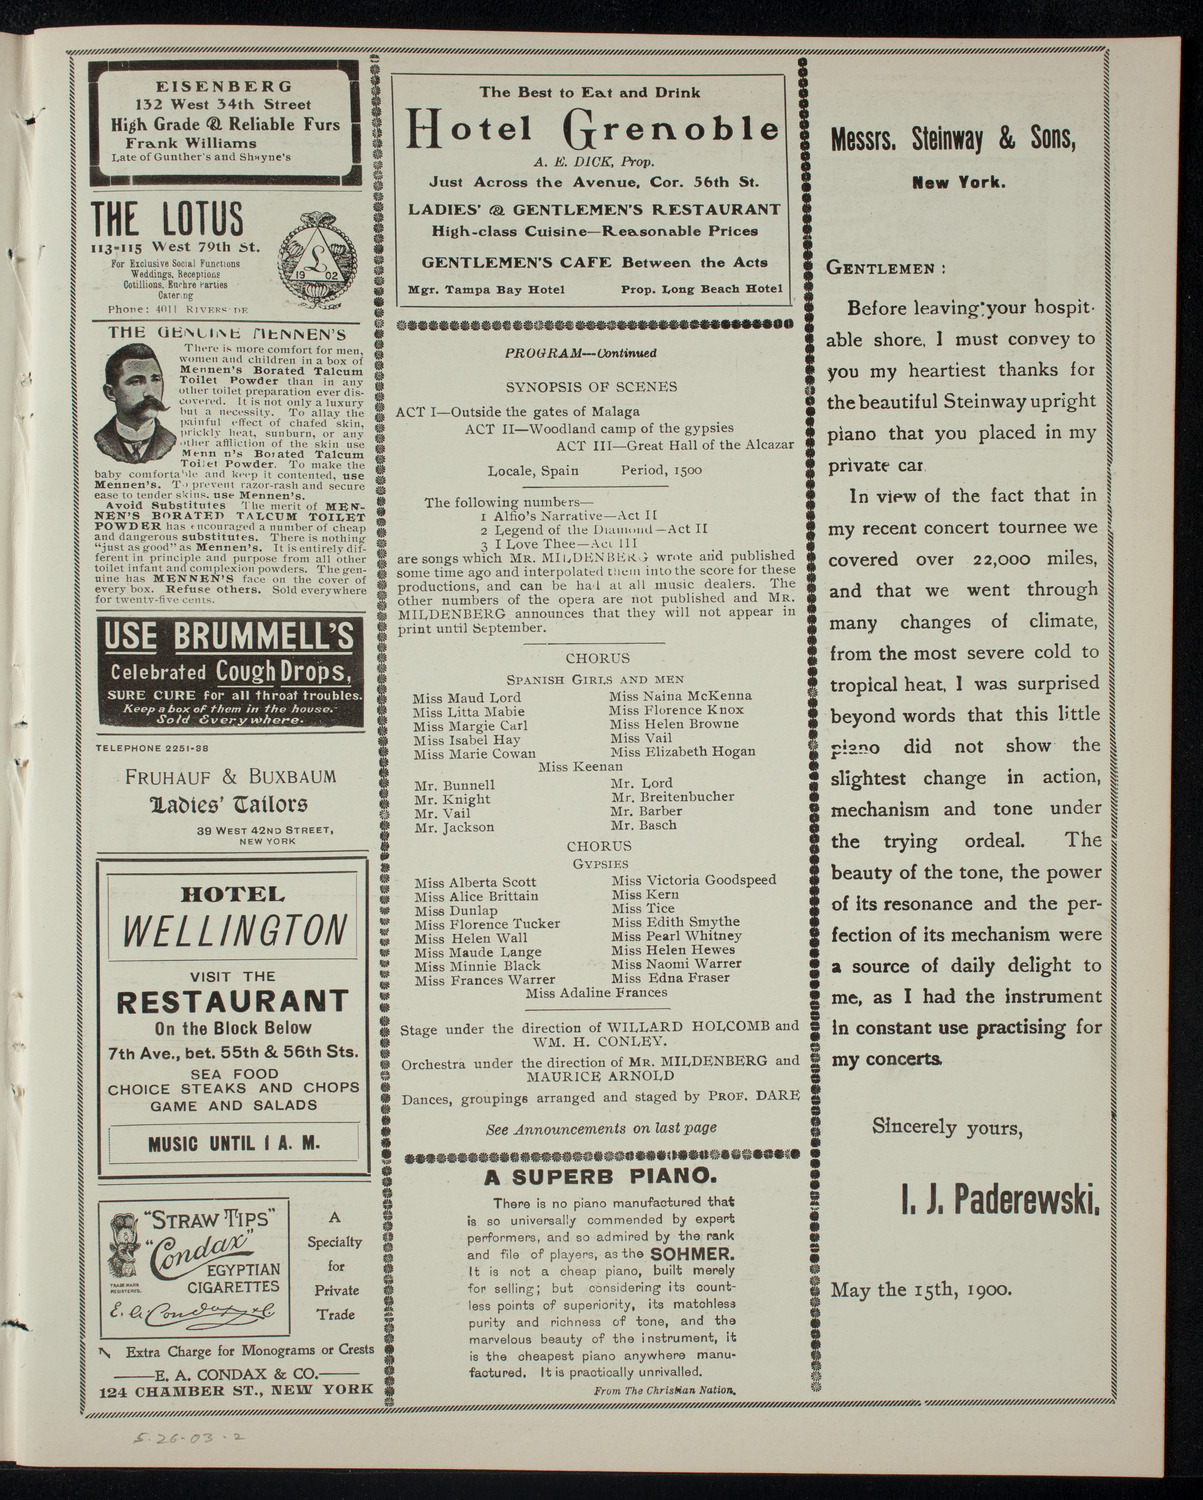 EISENBERG
132 West 34th Street
High Grade & Reliable Furs
Frank Williams
Late of Gunther's and Shayne's
THE LOTUS
113-115 West 79th St.
For Exclusive Social Functions
Weddings, Receptions
Cotillions, Euchre Parties
Catering
Phone: 4011 RIVERSIDE
L
19 02
THE GENUINE MENNEN'S
There is more comfort for men,
women and children in a box of
Mennen's Borated Talcum
Toilet Powder than in any
other toilet preparation ever dis-
covered. It is not only a luxury
but a necessity. To allay the
painful effect of chafed skin,
prickly heat, sunburn, or any
other affliction of the skin use
Menn n's Borated Talcum
Toilet Powder. To make the
baby comfortable and keep it contented, use
Mennen's. To prevent razor-rash and secure
ease to tender skins, use Mennen's.
Avoid Substitutes The merit of MEN-
NEN'S BORATED TALCUM TOILET
POWDER has encouraged a number of cheap
and dangerous substitutes. There is nothing
"just as good" as Mennen's. It is entirely dif-
ferent in principle and purpose from all other
toilet infant and complexion powders. The gen-
uine has MENNEN'S face on the cover of
every box. Refuse others. Sold everywhere
for twenty-five cents.
USE BRUMMELL'S
Celebrated Cough Drops,
SURE CURE for all throat troubles.
Keep a box of them in the house.
Sold Everywhere.
TELEPHONE 2251-38
FRUHAUF & BUXBAUM
Ladies' Tailors
39 WEST 42ND STREET,
NEW YORK
HOTEL
WELLINGTON
VISIT THE
RESTAURANT
On the Block Below
7th Ave., bet. 55th & 56th Sts.
SEA FOOD
CHOICE STEAKS AND CHOPS
GAME AND SALADS
MUSIC UNTIL 1 A. M.
"STRAW TIPS"
"Condax"
EGYPTIAN
CIGARETTES
TRADE MARK
REGISTERED.
E. A. Condax & Co.
A
Specialty
for
Private
Trade
Extra Charge for Monograms or Crests
E. A. CONDAX & CO.
124 CHAMBER ST., NEW YORK
5-26-03-2
The Best to Eat and Drink
Hotel Grenoble
A. E. DICK, Prop.
Just Across the Avenue, Cor. 56th St.
LADIES' & GENTLEMEN'S RESTAURANT
High-class Cuisine—Reasonable Prices
GENTLEMEN'S CAFE Between the Acts
Mgr. Tampa Bay Hotel Prop. Long Beach Hotel
PROGRAM—Continued
SYNOPSIS OF SCENES
ACT I—Outside the gates of Malaga
ACT II—Woodland camp of the gypsies
ACT III—Great Hall of the Alcazar
Locale, Spain Period, 1500
The following numbers—
1 Alfio's Narrative—Act II
2 Legend of the Diamond—Act II
3 I Love Thee—Act III
are songs which MR. MILDENBERG wrote and published
some time ago and interpolated them into the score for these
productions, and can be had at all music dealers. The
other numbers of the opera are not published and MR.
MILDENBERG announces that they will not appear in
print until September.
CHORUS
SPANISH GIRLS AND MEN
Miss Maud Lord Miss Naina McKenna
Miss Litta Mabie Miss Florence Knox
Miss Margie Carl Miss Helen Browne
Miss Isabel Hay Miss Vail
Miss Marie Cowan Miss Elizabeth Hogan
Miss Keenan
Mr. Bunnell Mr. Lord
Mr. Knight Mr. Breitenbucher
Mr. Vail Mr. Barber
Mr. Jackson Mr. Basch
CHORUS
GYPSIES
Miss Alberta Scott Miss Victoria Goodspeed
Miss Alice Brittain Miss Kern
Miss Dunlap Miss Tice
Miss Florence Tucker Miss Edith Smythe
Miss Helen Wall Miss Pearl Whitney
Miss Maude Lange Miss Helen Hewes
Miss Minnie Black Miss Naomi Warrer
Miss Frances Warrer Miss Edna Fraser
Miss Adaline Frances
Stage under the direction of WILLARD HOLCOMB and
WM. H. CONLEY.
Orchestra under the direction of MR. MILDENBERG and
MAURICE ARNOLD
Dances, groupings arranged and staged by PROF. DARE
See Announcements on last page
A SUPERB PIANO.
There is no piano manufactured that
is so universally commended by expert
performers, and so admired by the rank
and file of players, as the SOHMER.
It is not a cheap piano, built merely
for selling; but considering its count-
less points of superiority, its matchless
purity and richness of tone, and the
marvelous beauty of the instrument, it
is the cheapest piano anywhere manu-
factured. It is practically unrivalled.
From The Christian Nation.
Messrs. Steinway & Sons,
New York.
GENTLEMEN:
Before leaving your hospit-
able shore, I must convey to
you my heartiest thanks for
the beautiful Steinway upright
piano that you placed in my
private car.
In view of the fact that in
my recent concert tournee we
covered over 22,000 miles,
and that we went through
many changes of climate,
from the most severe cold to
tropical heat, I was surprised
beyond words that this little
piano did not show the
slightest change in action,
mechanism and tone under
the trying ordeal. The
beauty of the tone, the power
of its resonance and the per-
fection of its mechanism were
a source of daily delight to
me, as I had the instrument
in constant use practising for
my concerts.
Sincerely yours,
I. J. Paderewski.
May the 15th, 1900.